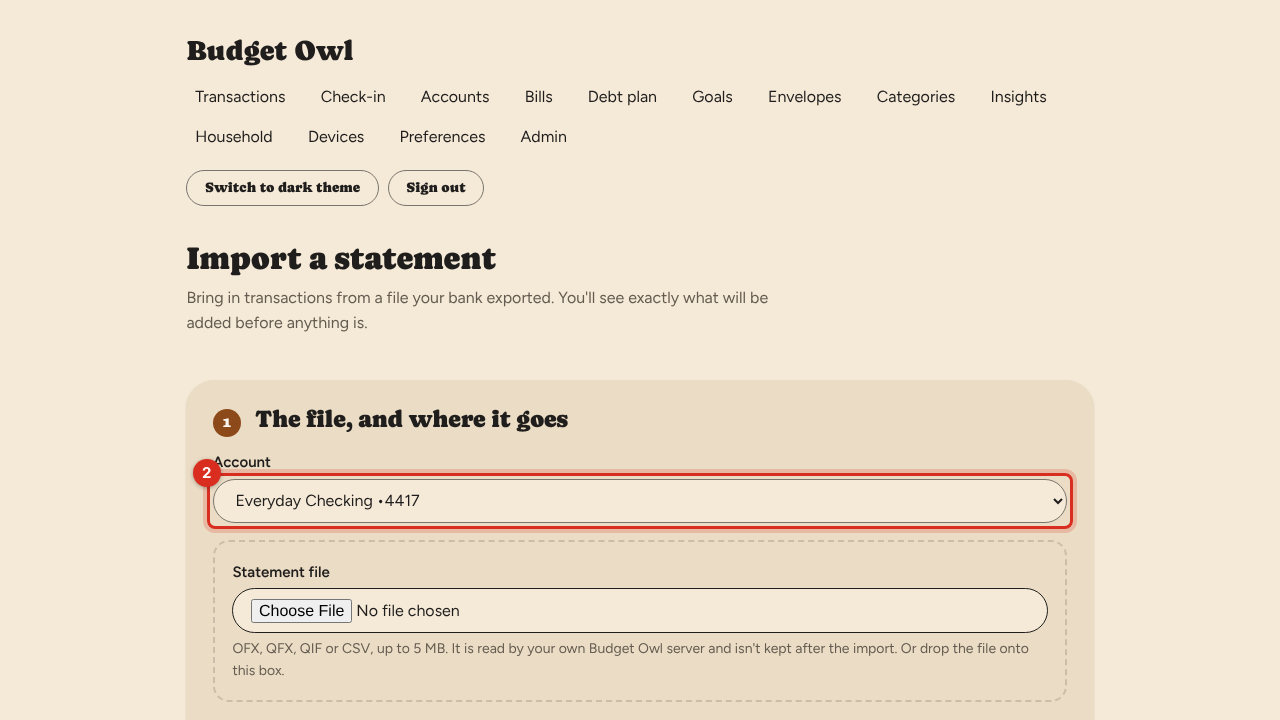 Budget Owl
Transactions Check-in Accounts Bills Debt plan Goals Envelopes Categories Insights
Household Devices Preferences Admin
Switch to dark theme Sign out
Import a statement
Bring in transactions from a file your bank exported. You'll see exactly what will be
added before anything is.
1 The file, and where it goes
Account
2
Everyday Checking •4417
Statement file
Choose File No file chosen
OFX, QFX, QIF or CSV, up to 5 MB. It is read by your own Budget Owl server and isn't kept after the import. Or drop the file onto
this box.